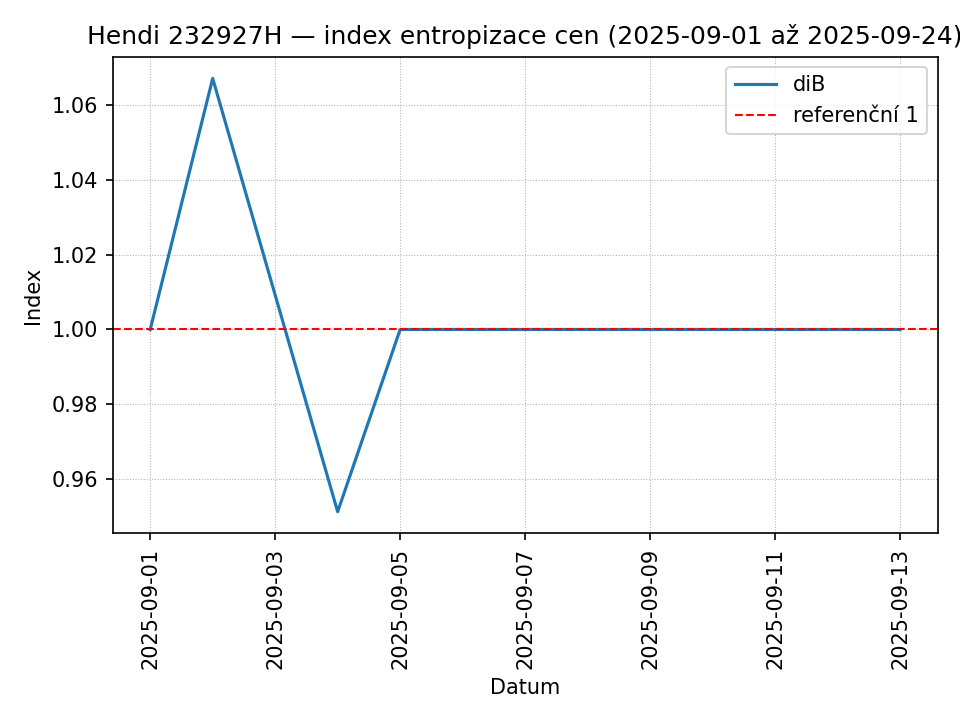 Hendi 232927H — index entropizace cen (2025-09-01 až 2025-09-24)
diB
referenční 1
1.06
1.04
1.02
1.00
0.98
0.96
Index
2025-09-01
2025-09-03
2025-09-05
2025-09-07
2025-09-09
2025-09-11
2025-09-13
Datum